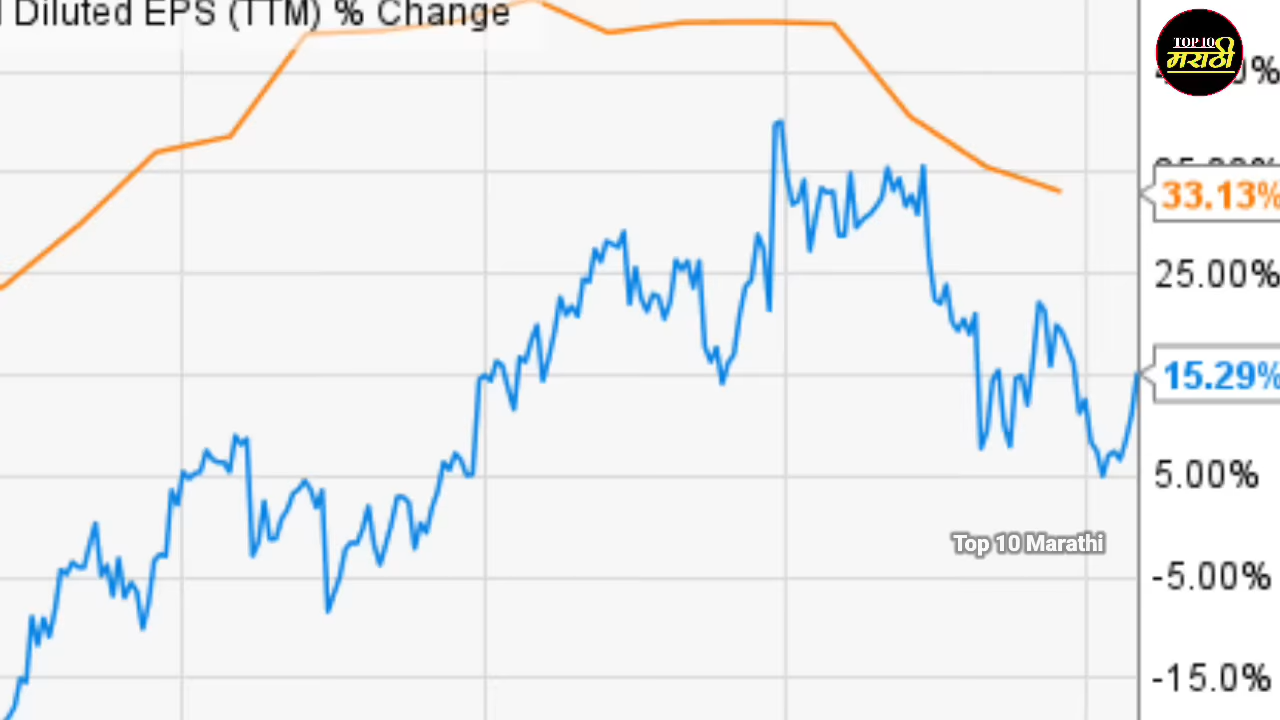 Diluted EPS (TTM) % Change
TOP 10
मराठी
33.13%
25.00%
15.29%
5.00%
Top 10 Marathi
-5.00%
-15.0%